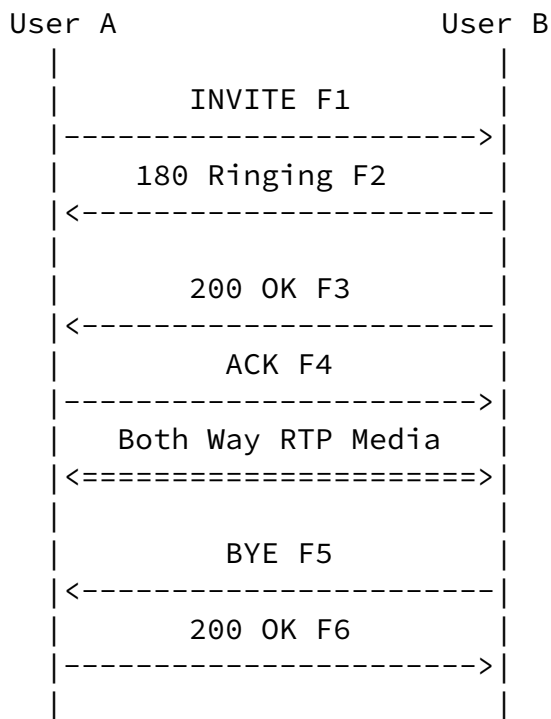 User A User B
INVITE F1
180 Ringing F2
200 OK F3
ACK F4
Both Way RTP Media
BYE F5
200 OK F6